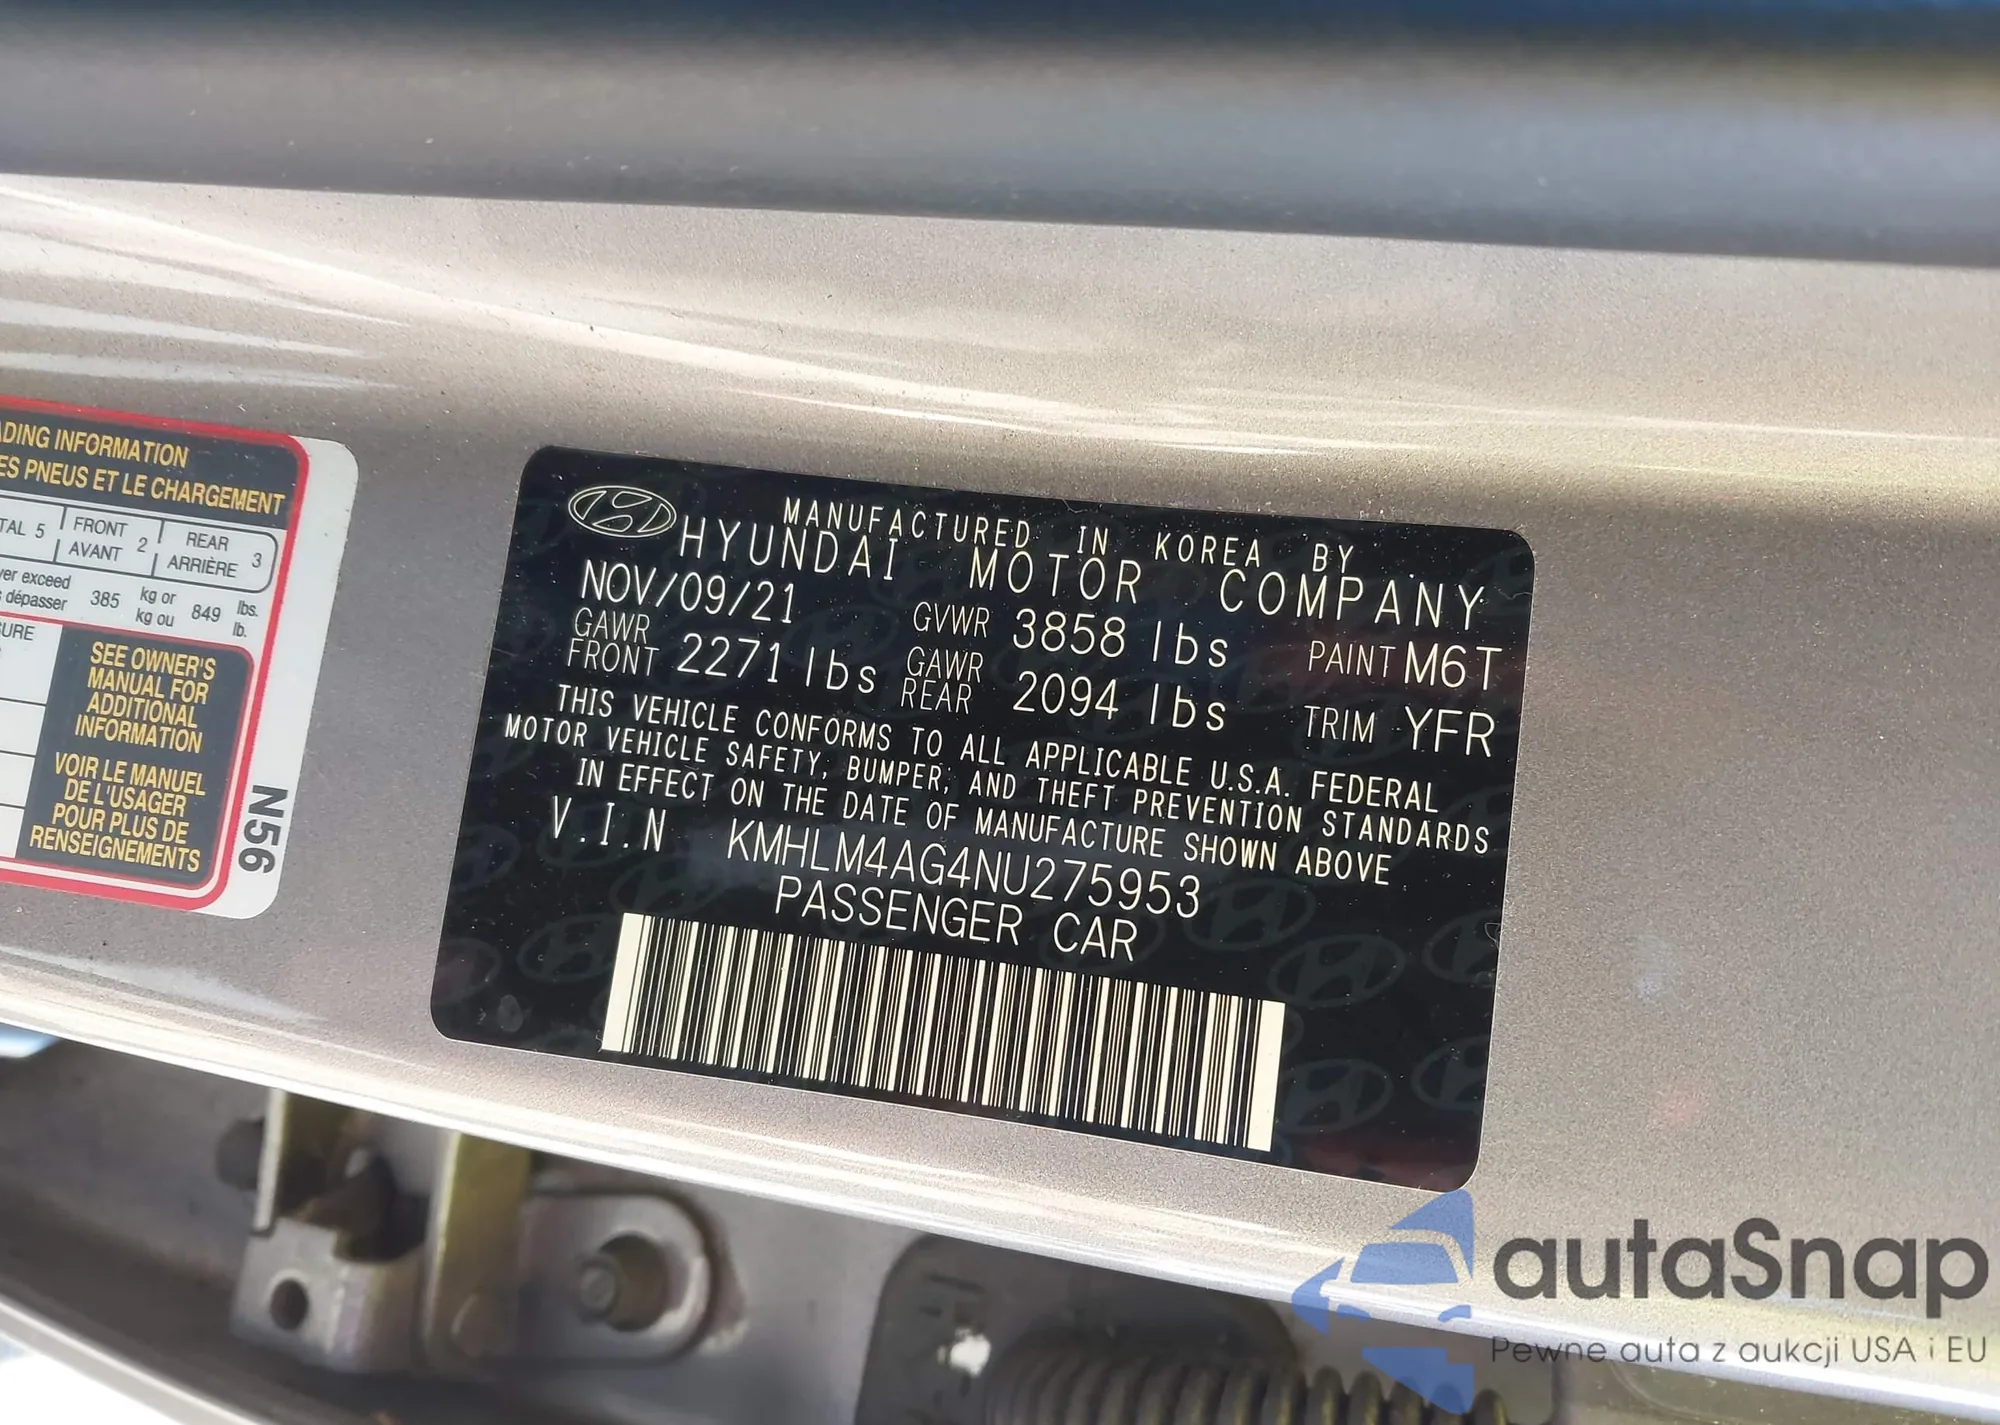 ADING INFORMATION
ES PNEUS ET LE CHARGEMENT
TAL 5 FRONT AVANT 2 REAR ARRIÈRE 3
ver exceed
dépasser 385 kg or kg ou 849 lbs. lb.
SEE OWNER'S
MANUAL FOR
ADDITIONAL
INFORMATION
VOIR LE MANUEL
DE L'USAGER
POUR PLUS DE
RENSEIGNEMENTS
N56
MANUFACTURED IN KOREA BY
HYUNDAI MOTOR COMPANY
NOV/09/21 GVWR 3858 lbs PAINT M6T
GAWR FRONT 2271 lbs GAWR REAR 2094 lbs TRIM YFR
THIS VEHICLE CONFORMS TO ALL APPLICABLE U.S.A. FEDERAL
MOTOR VEHICLE SAFETY, BUMPER, AND THEFT PREVENTION STANDARDS
IN EFFECT ON THE DATE OF MANUFACTURE SHOWN ABOVE
V.I.N KMHLM4AG4NU275953
PASSENGER CAR
autaSnap
Pewne auta z aukcji USA i EU